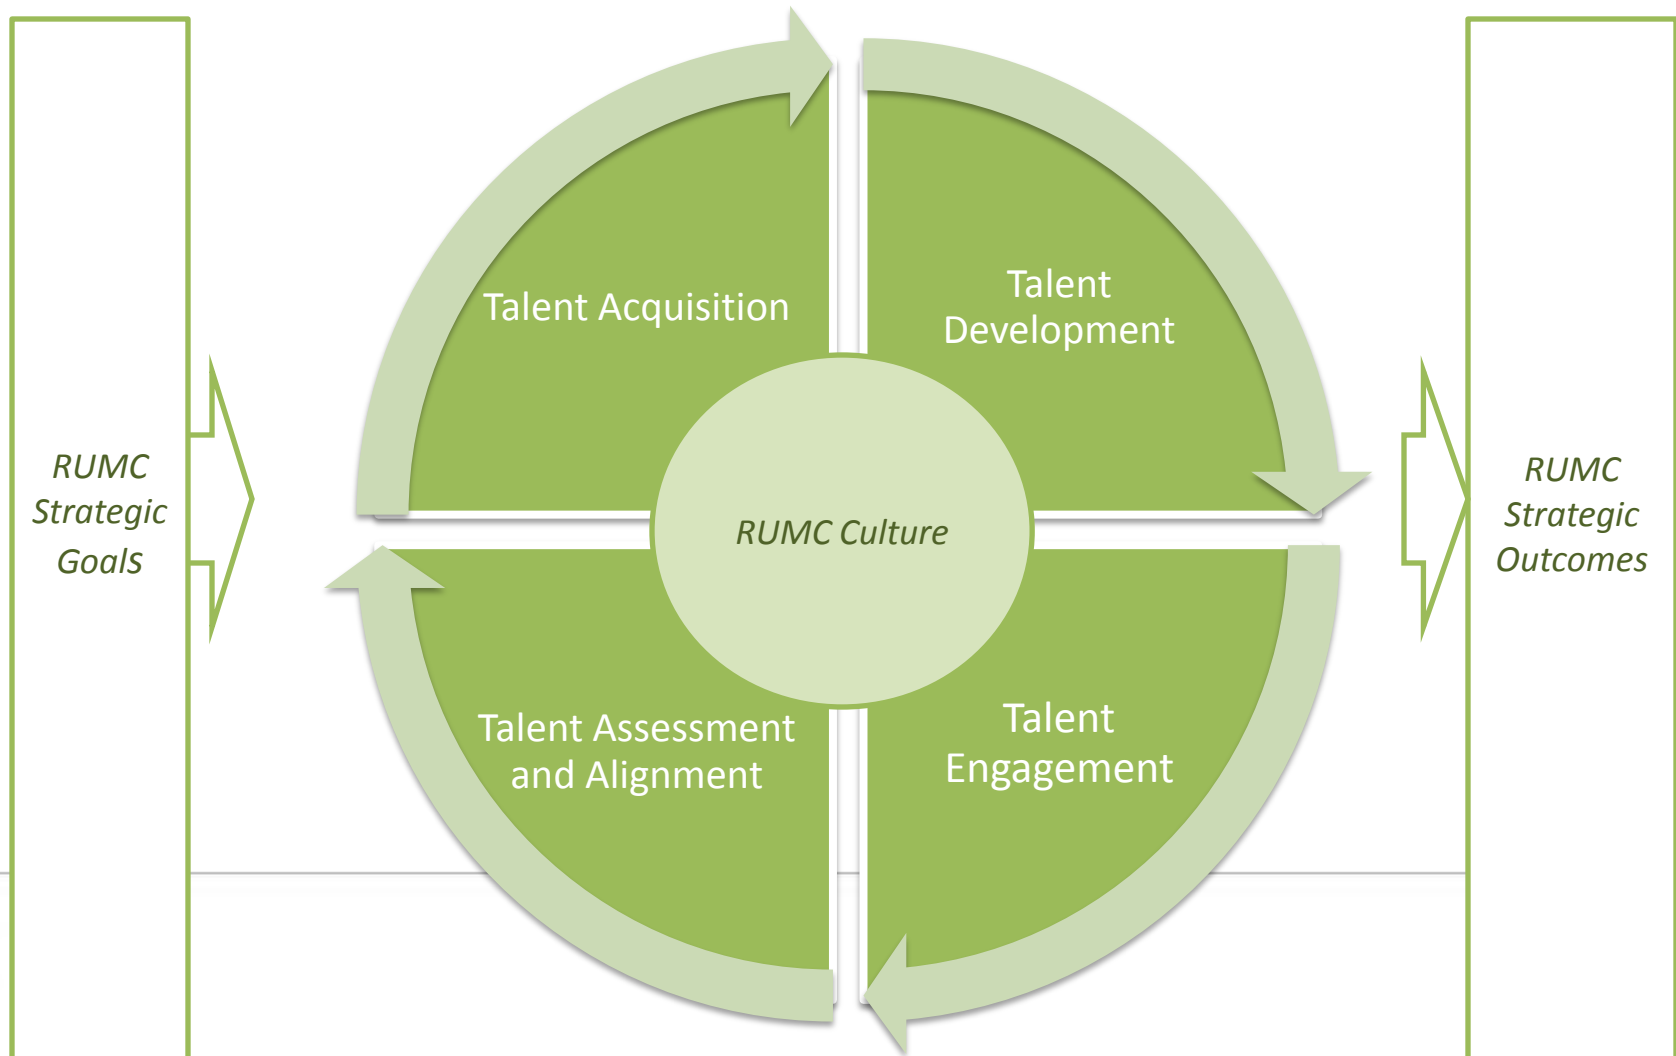 RUMC
Strategic
Goals
Talent Acquisition
Talent
Development
RUMC Culture
Talent Assessment
and Alignment
Talent
Engagement
RUMC
Strategic
Outcomes